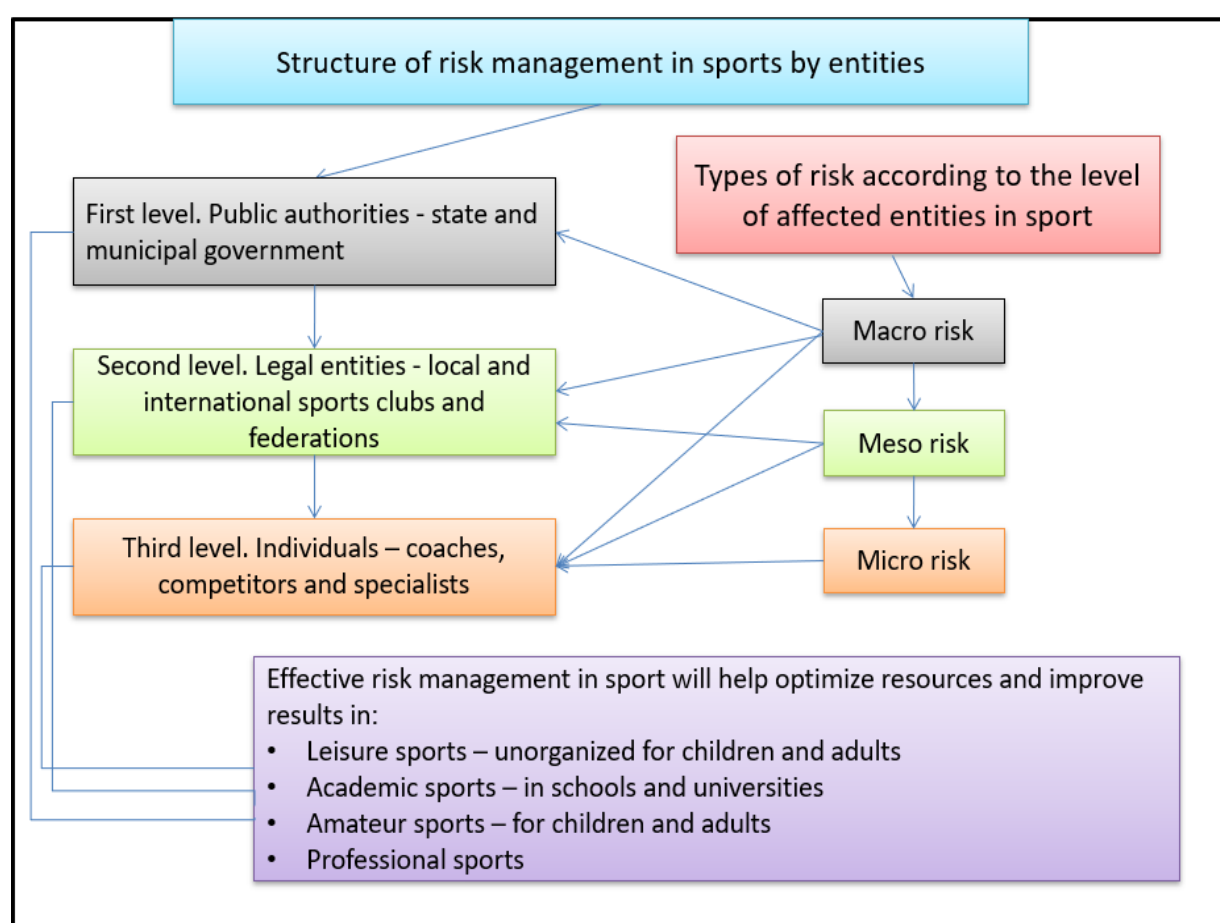 Structure of risk management in sports by entities
Types of risk according to the level
of affected entities in sport
First level. Public authorities - state and
municipal government
Macro risk
Second level. Legal entities - local and
international sports clubs and
federations
Meso risk
Third level. Individuals – coaches,
competitors and specialists
Micro risk
Effective risk management in sport will help optimize resources and improve
results in:
• Leisure sports – unorganized for children and adults
• Academic sports – in schools and universities
• Amateur sports – for children and adults
• Professional sports